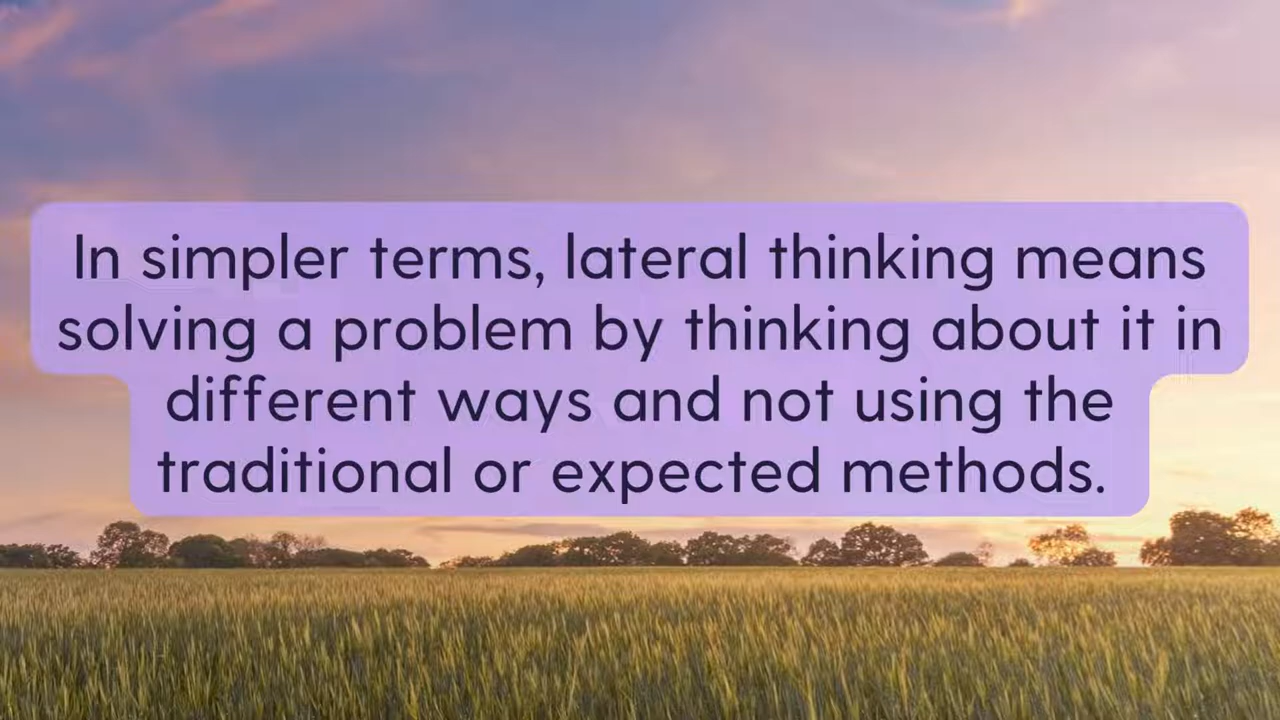 In simpler terms, lateral thinking means
solving a problem by thinking about it in
different ways and not using the
traditional or expected methods.